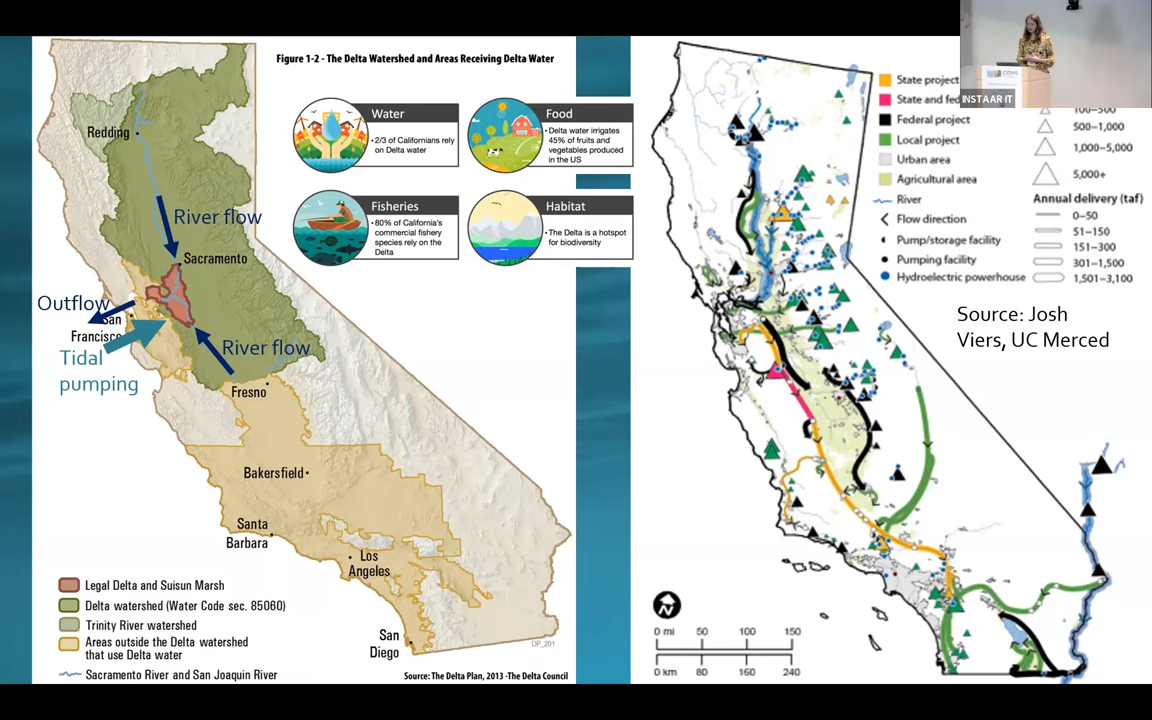 Figure 1-2 - The Delta Watershed and Areas Receiving Delta Water
Water
• 2/3 of Californians rely
on Delta water
Food
• Delta water irrigates
45% of fruits and
vegetables produced
in the US
Fisheries
• 80% of California's
commercial fishery
species rely on the
Delta
Habitat
• The Delta is a hotspot
for biodiversity
Redding
River flow
Sacramento
Outflow
San
Francisco
Tidal
pumping
River flow
Fresno
Bakersfield
Santa
Barbara
Los
Angeles
San
Diego
DP_201
Legal Delta and Suisun Marsh
Delta watershed (Water Code sec. 85060)
Trinity River watershed
Areas outside the Delta watershed
that use Delta water
Sacramento River and San Joaquin River
Source: The Delta Plan, 2013 -The Delta Council
State project
State and fed
Federal project
Local project
Urban area
Agricultural area
River
Flow direction
Pump/storage facility
Pumping facility
Hydroelectric powerhouse
INSTAAR IT
100–500
500–1,000
1,000–5,000
5,000+
Annual delivery (taf)
0–50
51–150
151–300
301–1,500
1,501–3,100
Source: Josh
Viers, UC Merced
N
0 mi 50 100 150
0 km 80 160 240